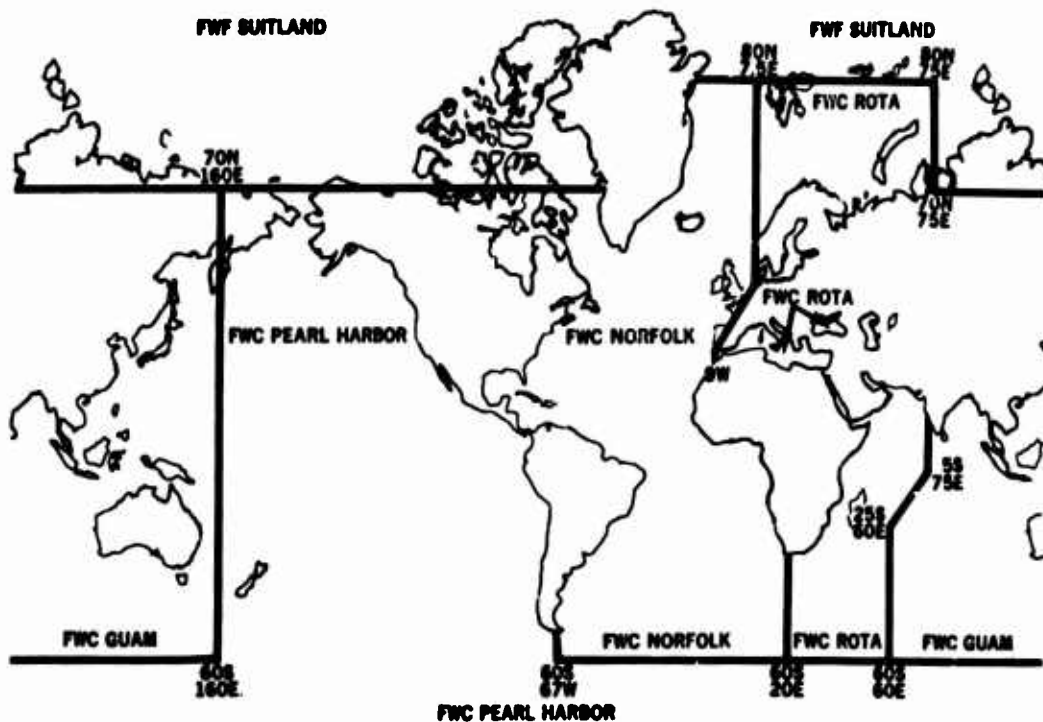 FWF SUITLAND
FWF SUITLAND
80N
7.5E
80N
75E
FWC ROTA
70N
160E
70N
75E
FWC ROTA
FWC PEARL HARBOR
FWC NORFOLK
9W
5S
75E
25S
60E
FWC GUAM
FWC NORFOLK
FWC ROTA
FWC GUAM
60S
160E
60S
67W
60S
20E
60S
60E
FWC PEARL HARBOR